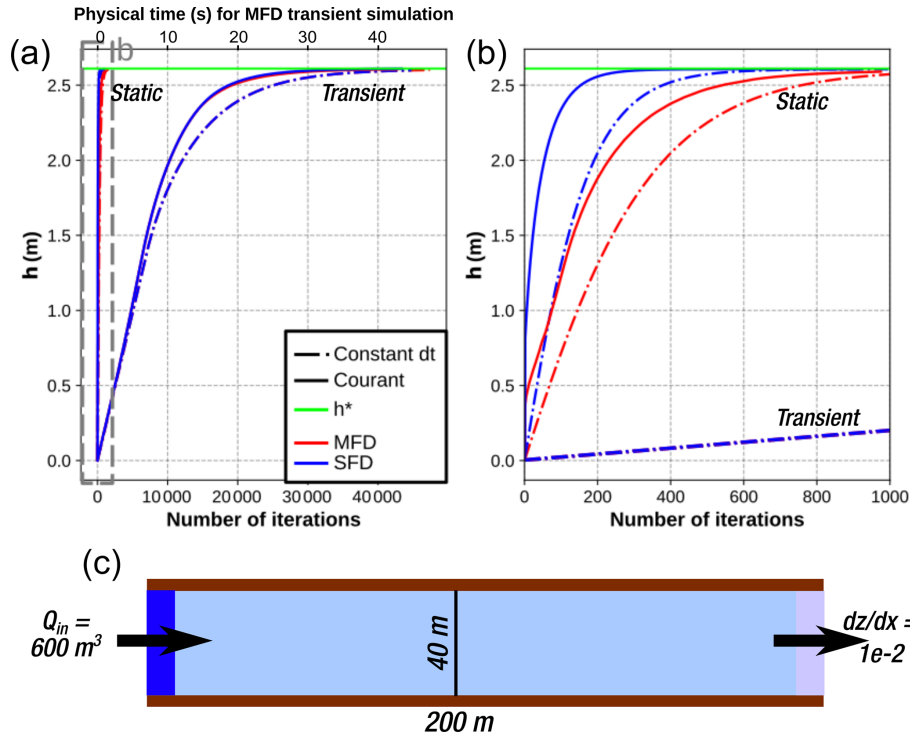 Physical time (s) for MFD transient simulation
(a)
0 10 20 30 40
b
Static
Transient
2.5
2.0
1.5
1.0
0.5
0.0
h (m)
Constant dt
Courant
h*
MFD
SFD
0 10000 20000 30000 40000
Number of iterations
(b)
Static
Transient
2.5
2.0
1.5
1.0
0.5
0.0
h (m)
0 200 400 600 800 1000
Number of iterations
(c)
Q_in =
600 m³
40 m
dz/dx =
1e-2
200 m